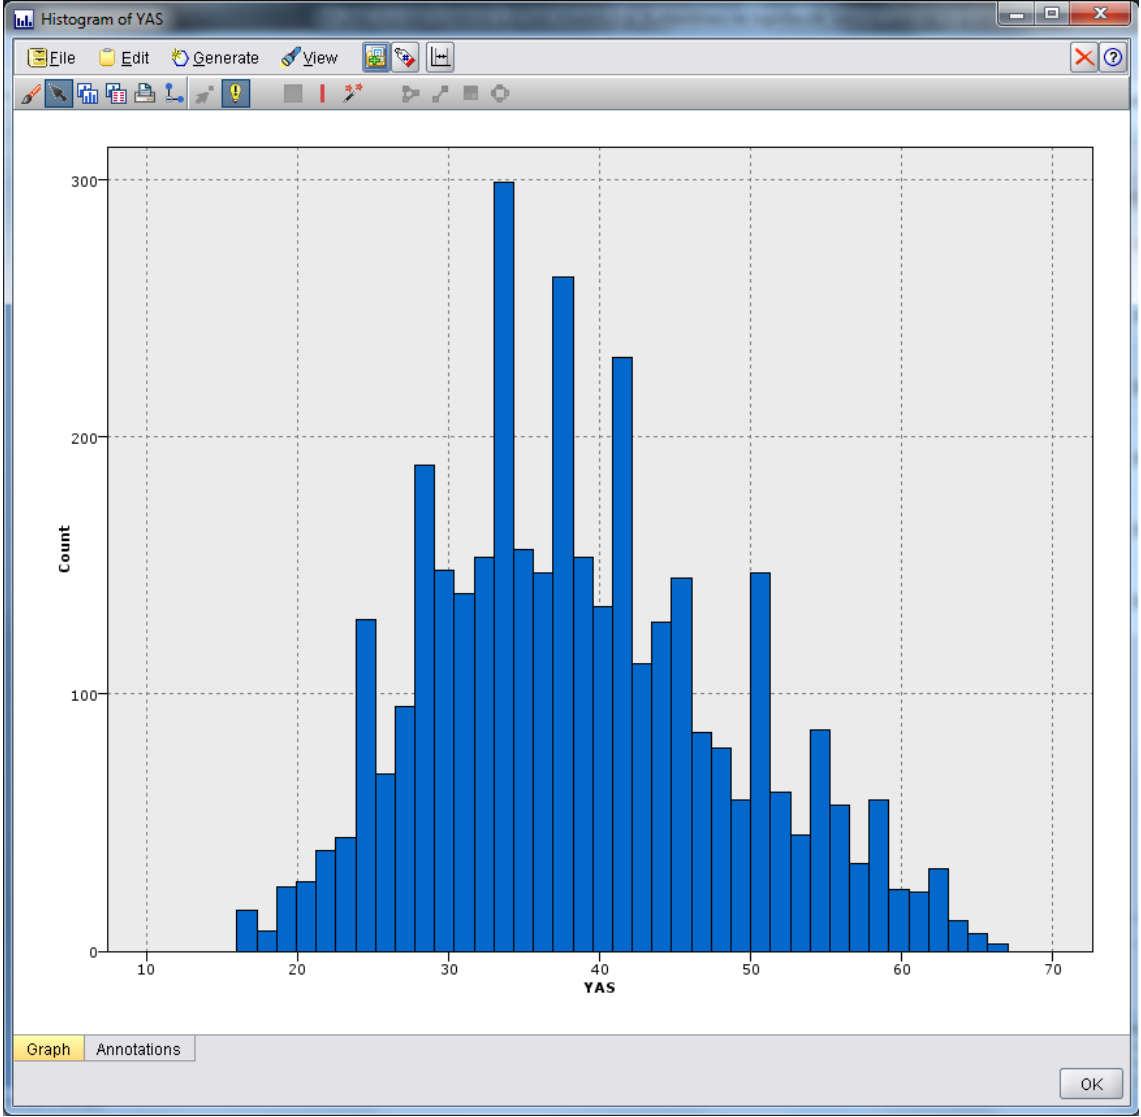 Histogram of YAS
File Edit Generate View
300
200
100
0
Count
10 20 30 40 50 60 70
YAS
Graph Annotations
OK